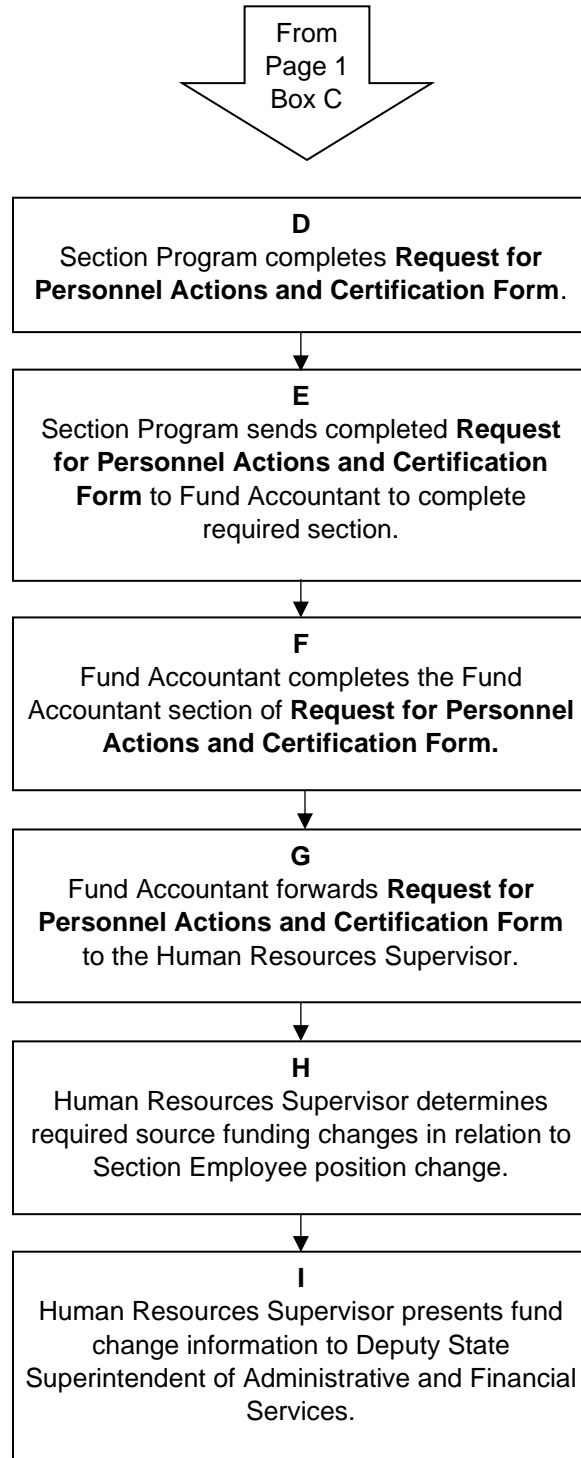 From
Page 1
Box C
D
Section Program completes Request for
Personnel Actions and Certification Form.
E
Section Program sends completed Request
for Personnel Actions and Certification
Form to Fund Accountant to complete
required section.
F
Fund Accountant completes the Fund
Accountant section of Request for Personnel
Actions and Certification Form.
G
Fund Accountant forwards Request for
Personnel Actions and Certification Form
to the Human Resources Supervisor.
H
Human Resources Supervisor determines
required source funding changes in relation to
Section Employee position change.
I
Human Resources Supervisor presents fund
change information to Deputy State
Superintendent of Administrative and Financial
Services.